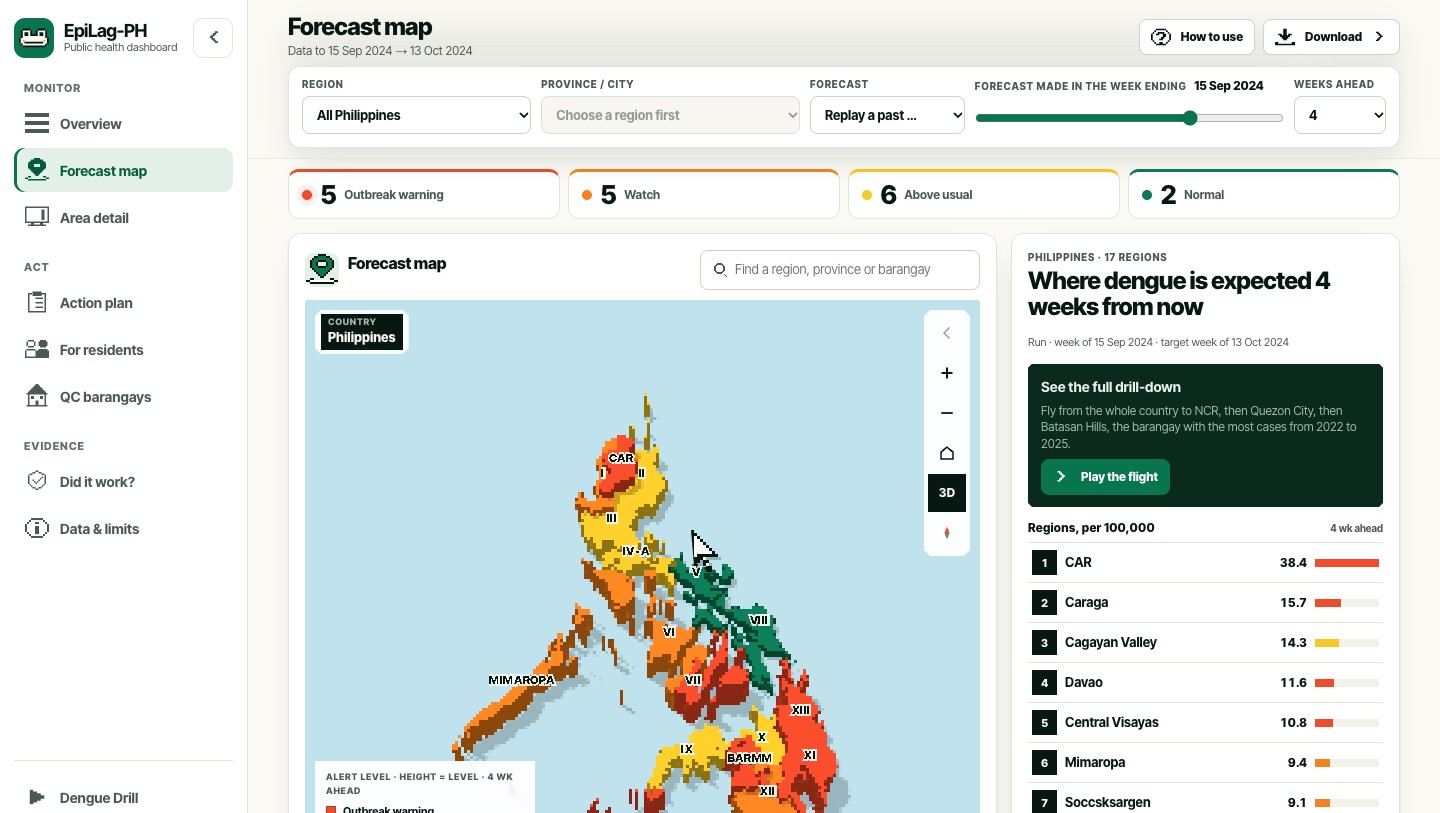 EpiLag-PH
Public health dashboard
MONITOR
Overview
Forecast map
Area detail
ACT
Action plan
For residents
QC barangays
EVIDENCE
Did it work?
Data & limits
Dengue Drill
Forecast map
Data to 15 Sep 2024 → 13 Oct 2024
How to use
Download
REGION
All Philippines
PROVINCE / CITY
Choose a region first
FORECAST
Replay a past ...
FORECAST MADE IN THE WEEK ENDING 15 Sep 2024
WEEKS AHEAD
4
5 Outbreak warning
5 Watch
6 Above usual
2 Normal
Forecast map
Find a region, province or barangay
COUNTRY
Philippines
+
−
3D
CAR
I
II
III
IV-A
V
VIII
VI
MIMAROPA
VII
XIII
X
IX
BARMM
XI
XII
ALERT LEVEL · HEIGHT = LEVEL · 4 WK
AHEAD
Outbreak warning
PHILIPPINES · 17 REGIONS
Where dengue is expected 4
weeks from now
Run · week of 15 Sep 2024 · target week of 13 Oct 2024
See the full drill-down
Fly from the whole country to NCR, then Quezon City, then
Batasan Hills, the barangay with the most cases from 2022 to
2025.
Play the flight
Regions, per 100,000 4 wk ahead
1 CAR 38.4
2 Caraga 15.7
3 Cagayan Valley 14.3
4 Davao 11.6
5 Central Visayas 10.8
6 Mimaropa 9.4
7 Soccsksargen 9.1